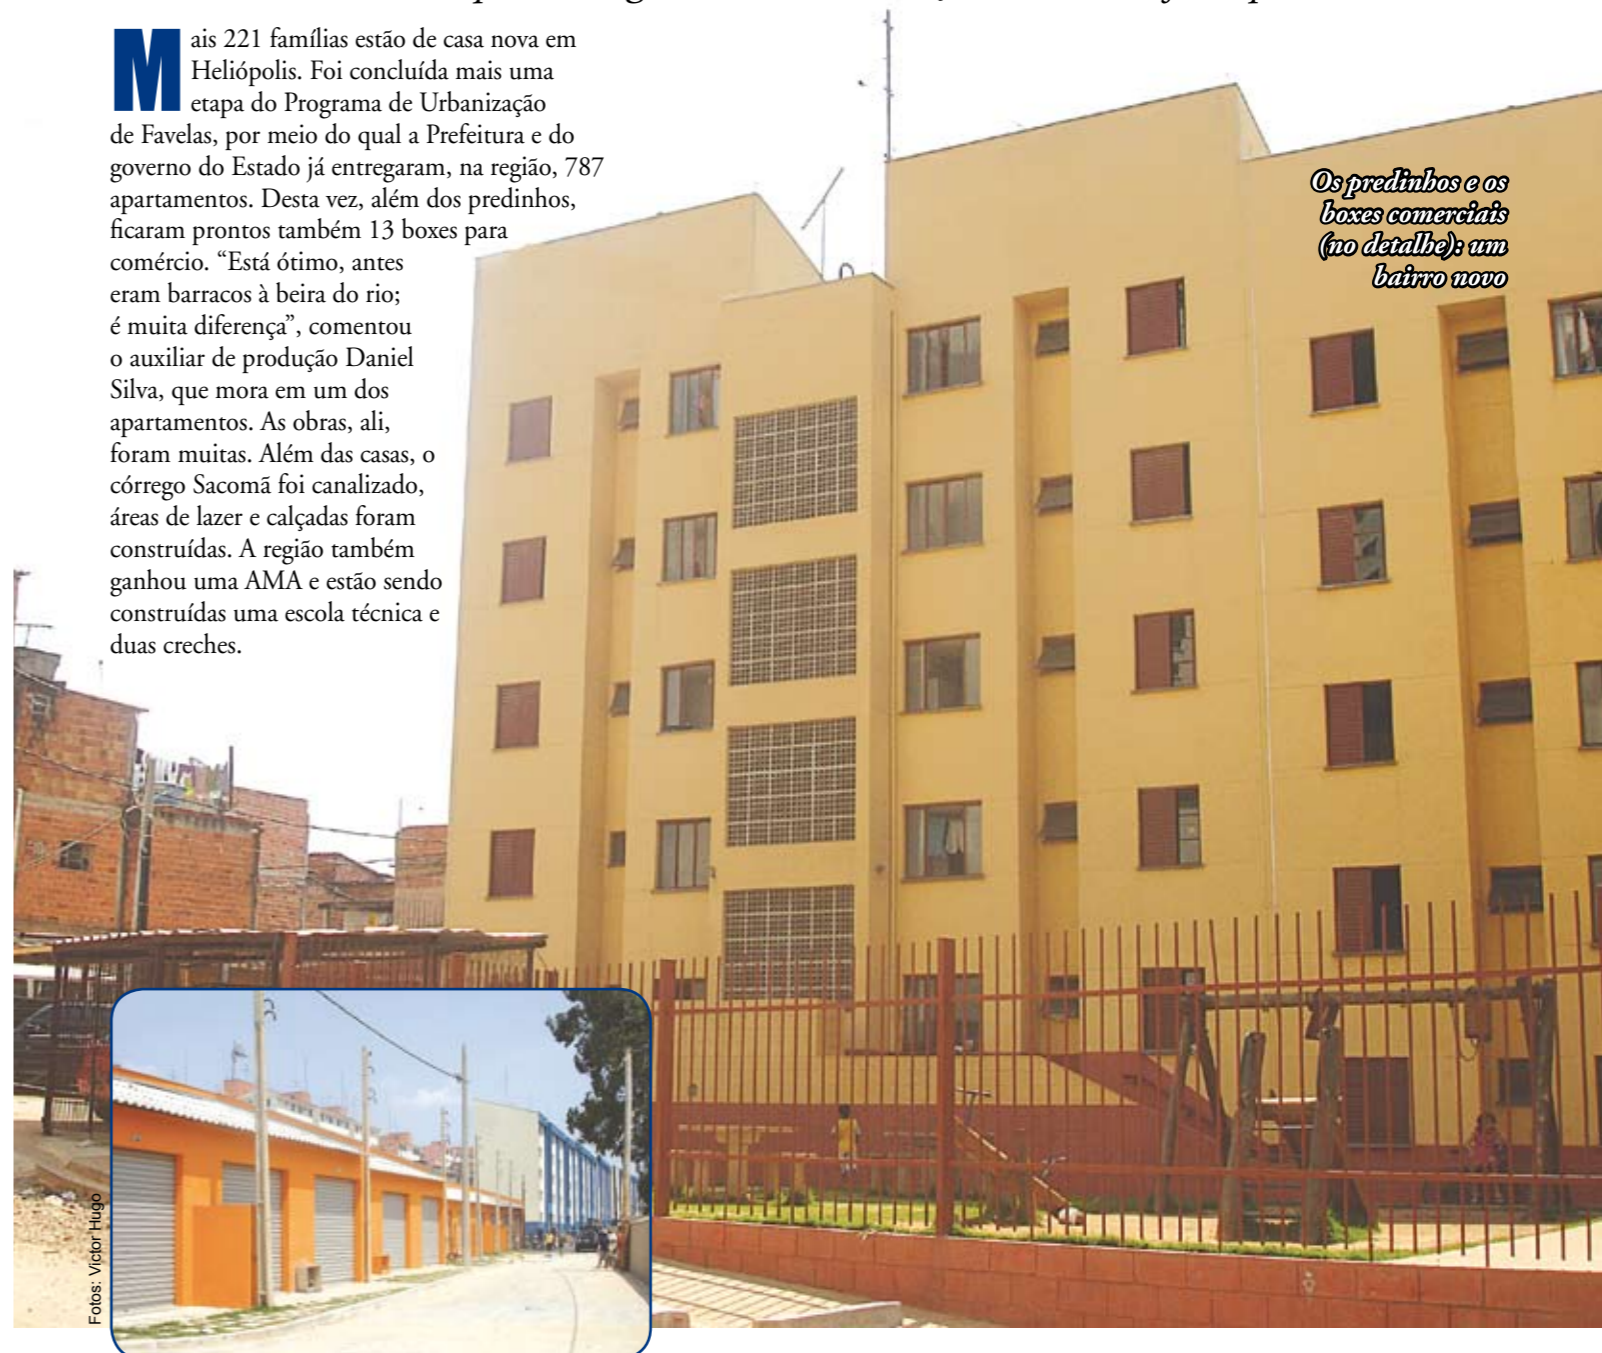 Mais 221 famílias estão de casa nova em
Heliópolis. Foi concluída mais uma
etapa do Programa de Urbanização
de Favelas, por meio do qual a Prefeitura e do
governo do Estado já entregaram, na região, 787
apartamentos. Desta vez, além dos predinhos,
ficaram prontos também 13 boxes para
comércio. “Está ótimo, antes
eram barracos à beira do rio;
é muita diferença”, comentou
o auxiliar de produção Daniel
Silva, que mora em um dos
apartamentos. As obras, ali,
foram muitas. Além das casas, o
córrego Sacomã foi canalizado,
áreas de lazer e calçadas foram
construídas. A região também
ganhou uma AMA e estão sendo
construídas uma escola técnica e
duas creches.
Os predinhos e os
boxes comerciais
(no detalhe): um
bairro novo
Fotos: Victor Hugo